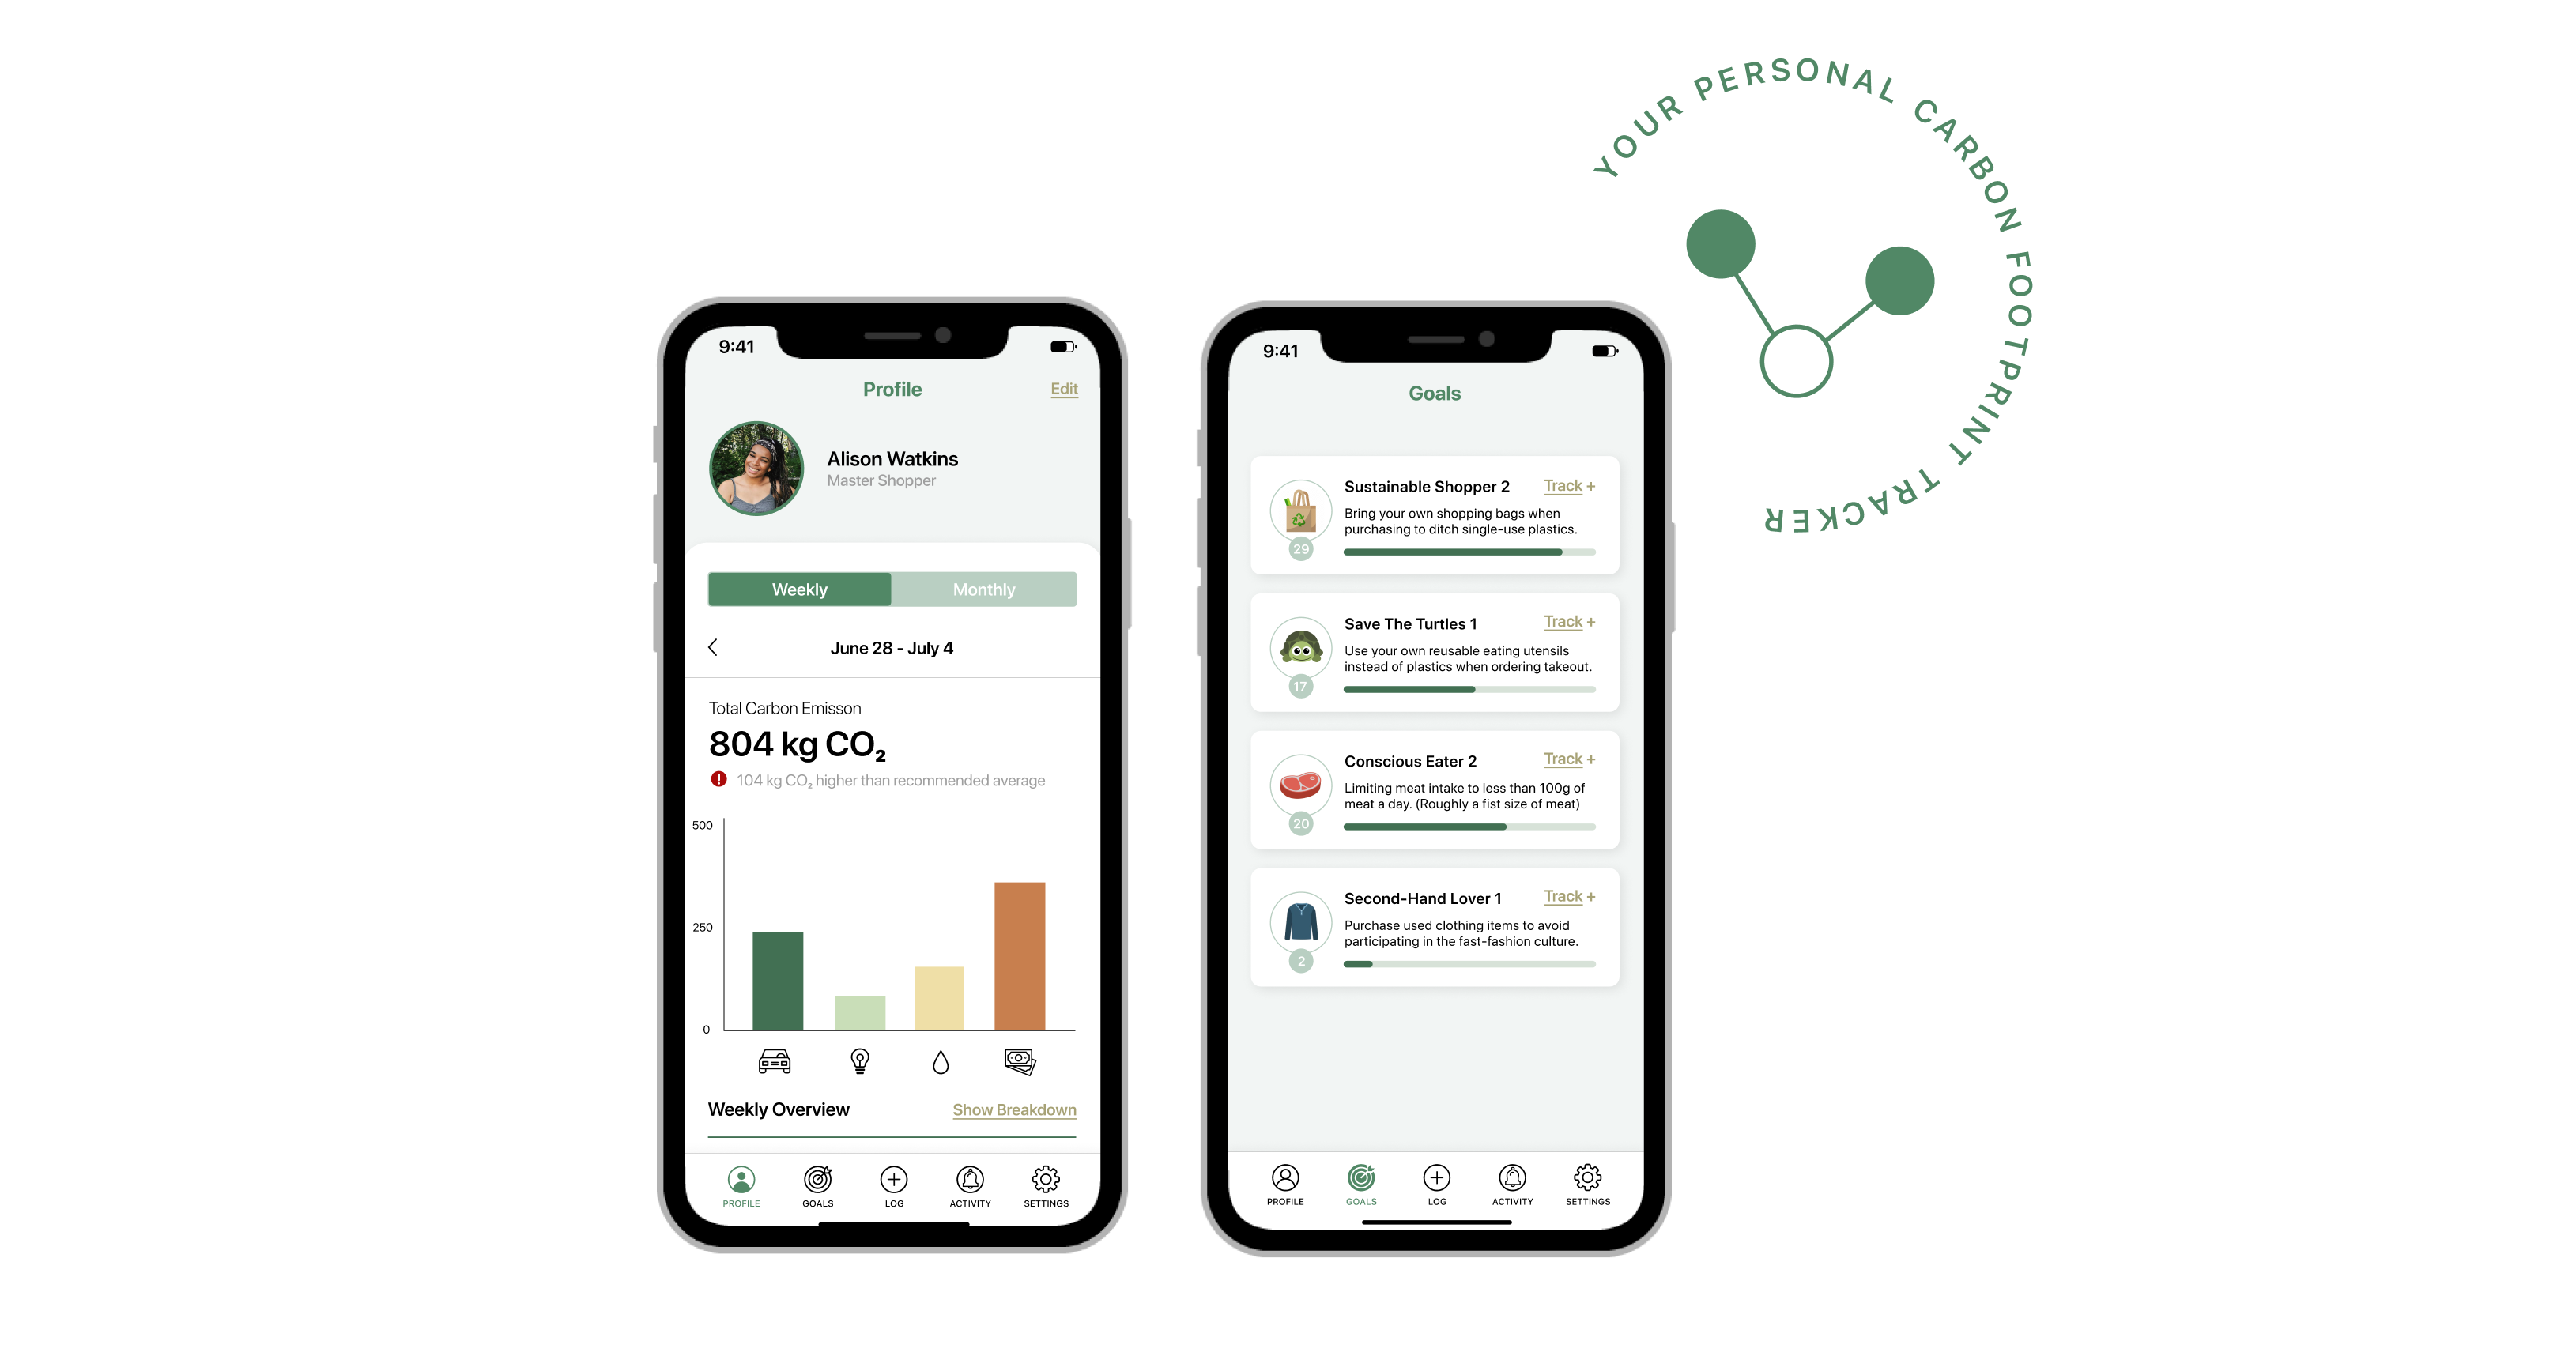 YOUR PERSONAL CARBON FOOTPRINT TRACKER
9:41
Profile
Edit
Alison Watkins
Master Shopper
Weekly
Monthly
June 28 - July 4
Total Carbon Emisson
804 kg CO₂
104 kg CO₂ higher than recommended average
500
250
0
Weekly Overview
Show Breakdown
PROFILE
GOALS
LOG
ACTIVITY
SETTINGS
9:41
Goals
Sustainable Shopper 2
Track +
Bring your own shopping bags when
purchasing to ditch single-use plastics.
29
Save The Turtles 1
Track +
Use your own reusable eating utensils
instead of plastics when ordering takeout.
17
Conscious Eater 2
Track +
Limiting meat intake to less than 100g of
meat a day. (Roughly a fist size of meat)
20
Second-Hand Lover 1
Track +
Purchase used clothing items to avoid
participating in the fast-fashion culture.
2
PROFILE
GOALS
LOG
ACTIVITY
SETTINGS